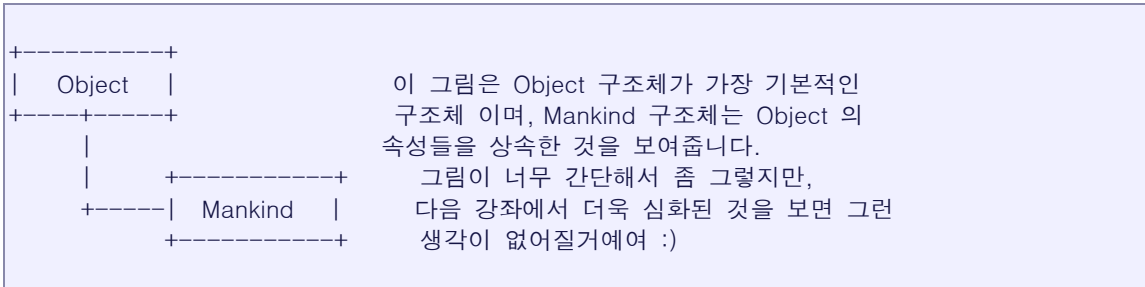 +----------+
| Object | 이 그림은 Object 구조체가 가장 기본적인
+----+-----+ 구조체 이며, Mankind 구조체는 Object 의
| 속성들을 상속한 것을 보여줍니다.
| +-----------+ 그림이 너무 간단해서 좀 그렇지만,
+-----| Mankind | 다음 강좌에서 더욱 심화된 것을 보면 그런
+-----------+ 생각이 없어질거예여 :)